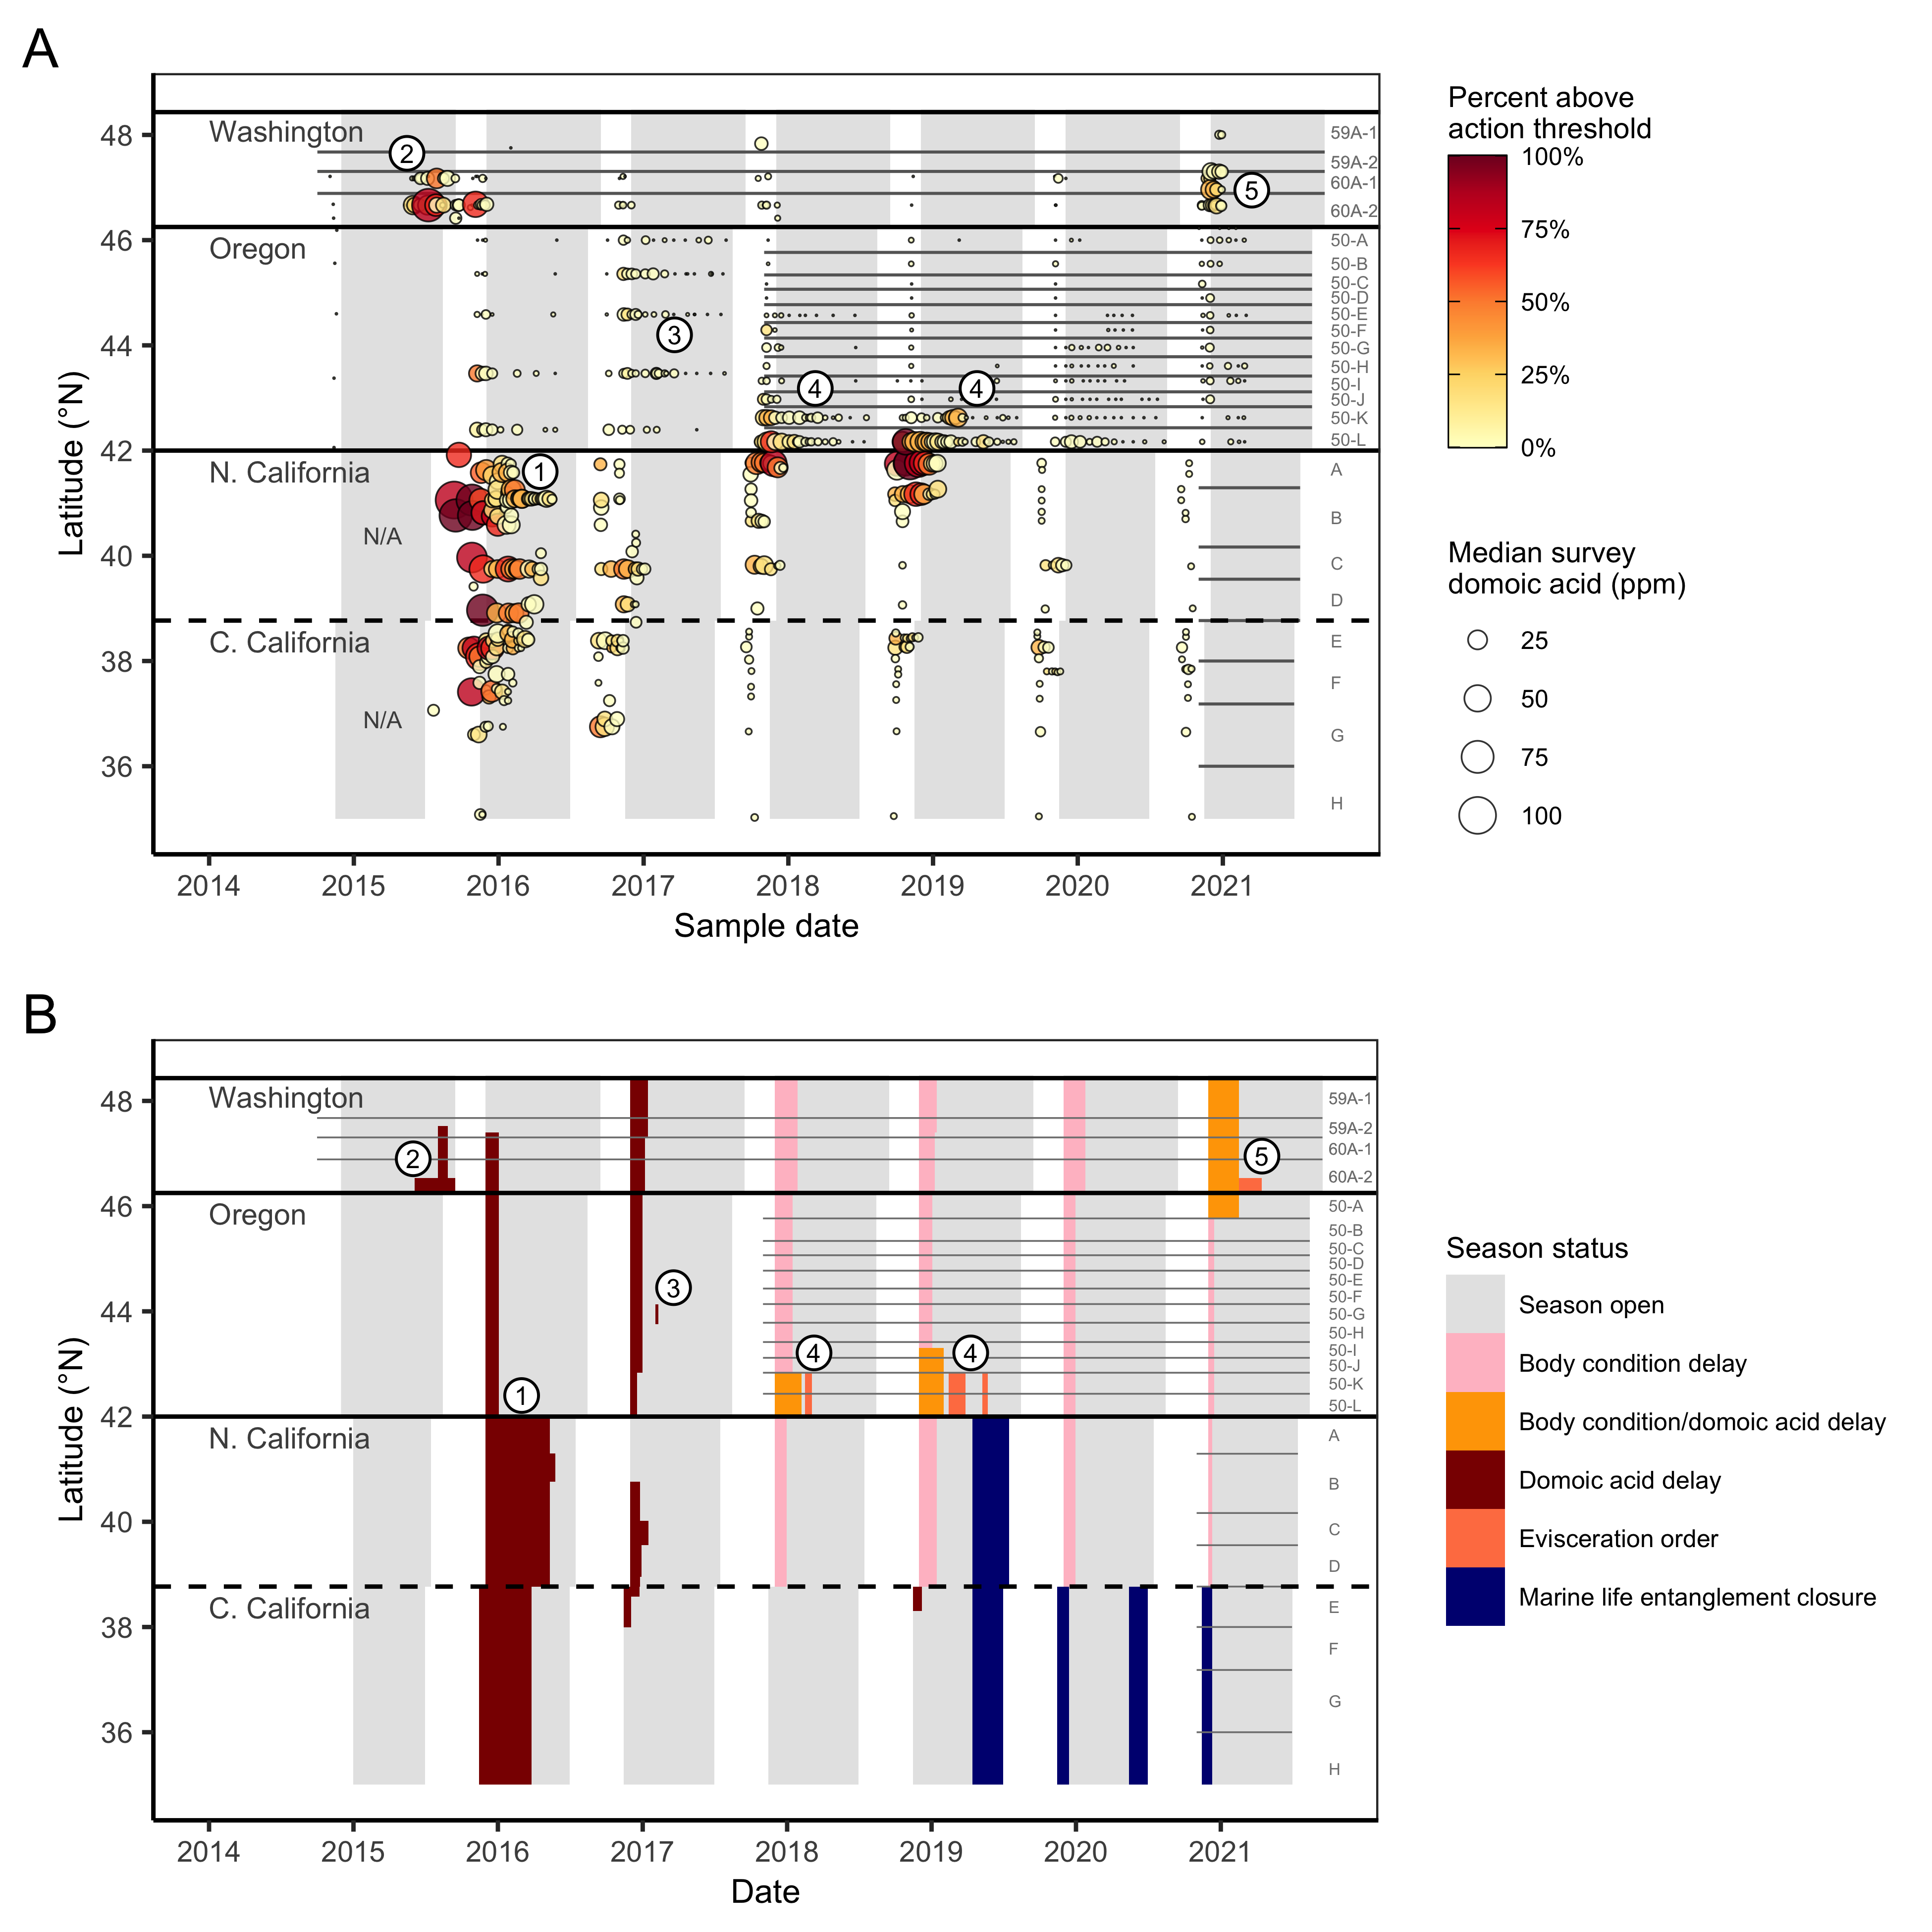 A
Washington
Oregon
N. California
C. California
N/A
N/A
1
2
3
4
4
5
59A-1
59A-2
60A-1
60A-2
50-A
50-B
50-C
50-D
50-E
50-F
50-G
50-H
50-I
50-J
50-K
50-L
A
B
C
D
E
F
G
H
48
46
44
42
40
38
36
Latitude (°N)
2014 2015 2016 2017 2018 2019 2020 2021
Sample date
Percent above
action threshold
100%
75%
50%
25%
0%
Median survey
domoic acid (ppm)
25
50
75
100
B
Washington
Oregon
N. California
C. California
1
2
3
4
4
5
59A-1
59A-2
60A-1
60A-2
50-A
50-B
50-C
50-D
50-E
50-F
50-G
50-H
50-I
50-J
50-K
50-L
A
B
C
D
E
F
G
H
48
46
44
42
40
38
36
Latitude (°N)
2014 2015 2016 2017 2018 2019 2020 2021
Date
Season status
Season open
Body condition delay
Body condition/domoic acid delay
Domoic acid delay
Evisceration order
Marine life entanglement closure